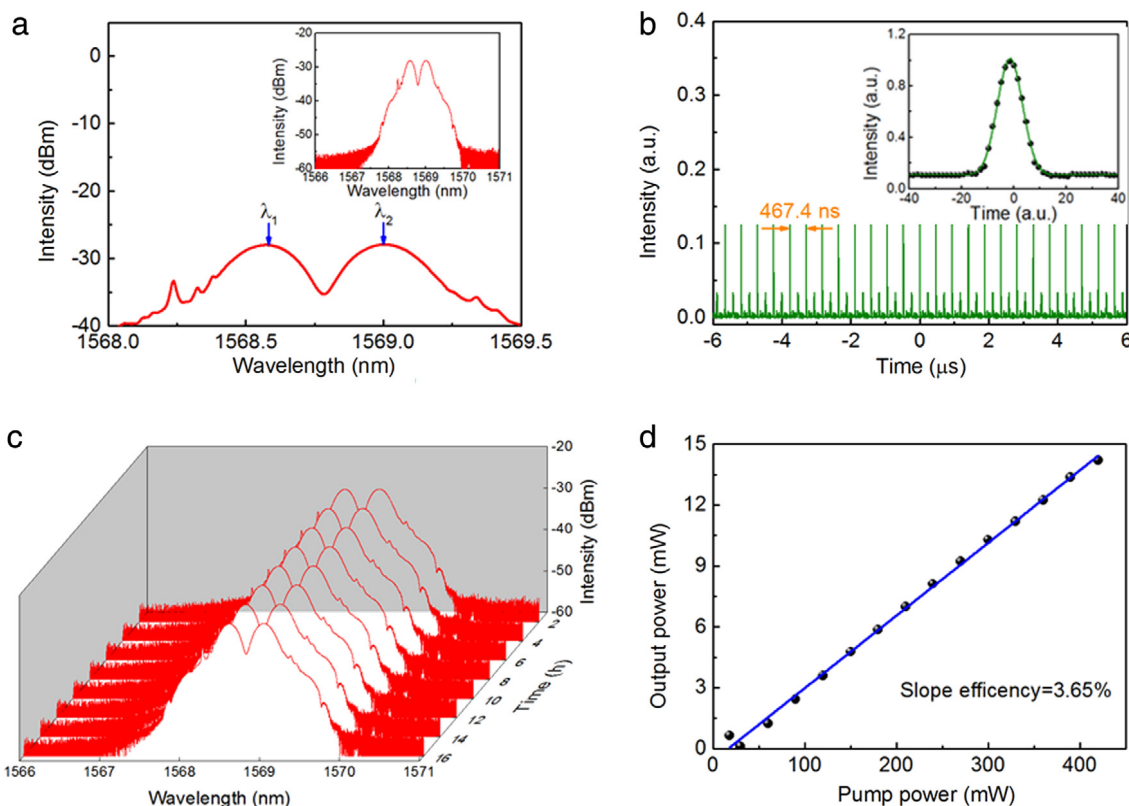 a
Intensity (dBm)
0
-10
-20
-30
-40
1568.0
1568.5
1569.0
1569.5
Wavelength (nm)
λ1
λ2
Intensity (dBm)
-20
-30
-40
-50
-60
1566 1567 1568 1569 1570 1571
Wavelength (nm)
b
Intensity (a.u.)
0.4
0.3
0.2
0.1
0.0
-6 -4 -2 0 2 4 6
Time (μs)
467.4 ns
Intensity (a.u.)
1.2
0.9
0.6
0.3
0.0
-40 -20 0 20 40
Time (a.u.)
c
-20
-30
-40
-50
-60
Intensity (dBm)
2
4
6
8
10
12
14
16
Time (h)
1566 1567 1568 1569 1570 1571
Wavelength (nm)
d
Output power (mW)
15
12
9
6
3
0
0 100 200 300 400
Pump power (mW)
Slope efficency=3.65%